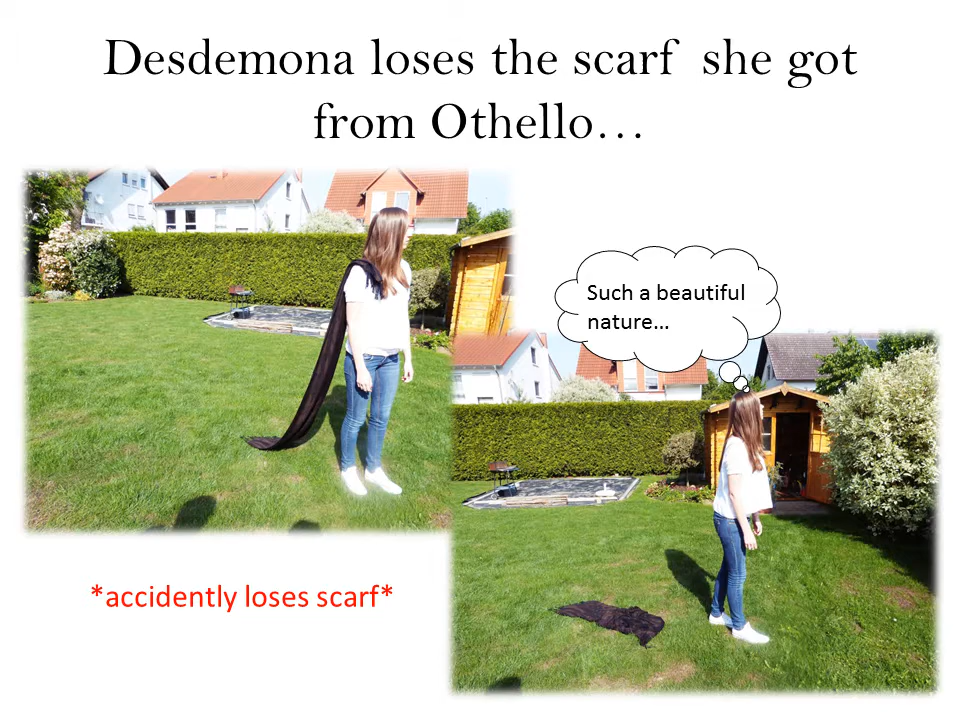 Desdemona loses the scarf  she got
from Othello…
Such a beautiful
nature…
*accidently loses scarf*